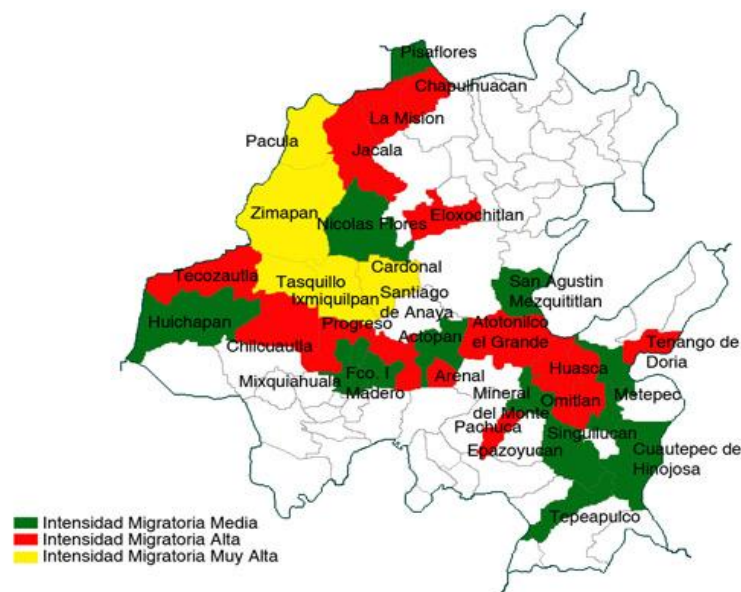 Pisaflores
Chapulhuacan
La Mision
Pacula
Jacala
Zimapan
Nicolas Flores
Eloxochitlan
Tecozautla
Cardonal
Tasquillo
Ixmiquilpan
Santiago
de Anaya
San Agustin
Mezquititlan
Huichapan
Progreso
Actopan
Atotonilco
el Grande
Chilcuautla
Tenango de
Doria
Mixquiahuala
Fco. I
Madero
Arenal
Huasca
Mineral
del Monte
Omitlan
Metepec
Pachuca
Epazoyucan
Singuilucan
Cuautepec de
Hinojosa
Tepeapulco
Intensidad Migratoria Media
Intensidad Migratoria Alta
Intensidad Migratoria Muy Alta